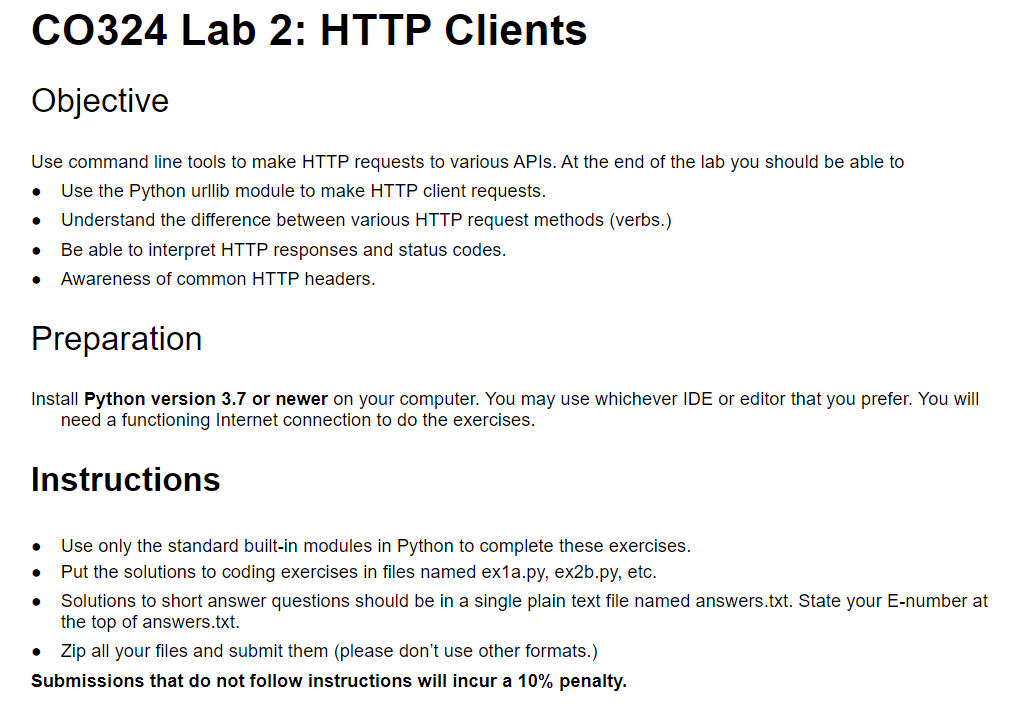 CO324 Lab 2: HTTP Clients
Objective
Use command line tools to make HTTP requests to various APIs. At the end of the lab you should be able to
● Use the Python urllib module to make HTTP client requests.
● Understand the difference between various HTTP request methods (verbs.)
● Be able to interpret HTTP responses and status codes.
● Awareness of common HTTP headers.
Preparation
Install Python version 3.7 or newer on your computer. You may use whichever IDE or editor that you prefer. You will
need a functioning Internet connection to do the exercises.
Instructions
● Use only the standard built-in modules in Python to complete these exercises.
● Put the solutions to coding exercises in files named ex1a.py, ex2b.py, etc.
● Solutions to short answer questions should be in a single plain text file named answers.txt. State your E-number at
the top of answers.txt.
● Zip all your files and submit them (please don’t use other formats.)
Submissions that do not follow instructions will incur a 10% penalty.